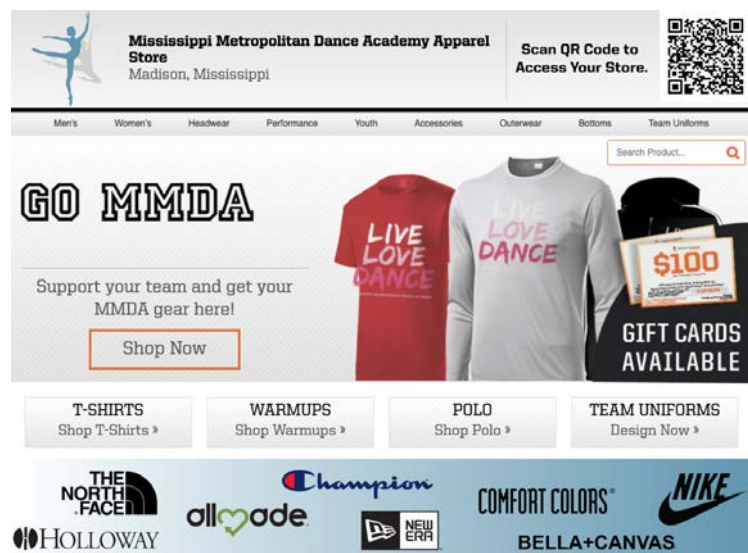 Mississippi Metropolitan Dance Academy Apparel
Store
Madison, Mississippi
Scan QR Code to
Access Your Store.
Men's Women's Headwear Performance Youth Accessories Outerwear Bottoms Team Uniforms
Search Product...
GO MMDA
Support your team and get your
MMDA gear here!
Shop Now
LIVE
LOVE
DANCE
LIVE
LOVE
DANCE
$100
GIFT CARDS
AVAILABLE
T-SHIRTS
Shop T-Shirts »
WARMUPS
Shop Warmups »
POLO
Shop Polo »
TEAM UNIFORMS
Design Now »
THE
NORTH
FACE
HOLLOWAY
allmade
Champion
NEW
ERA
COMFORT COLORS®
BELLA+CANVAS
NIKE